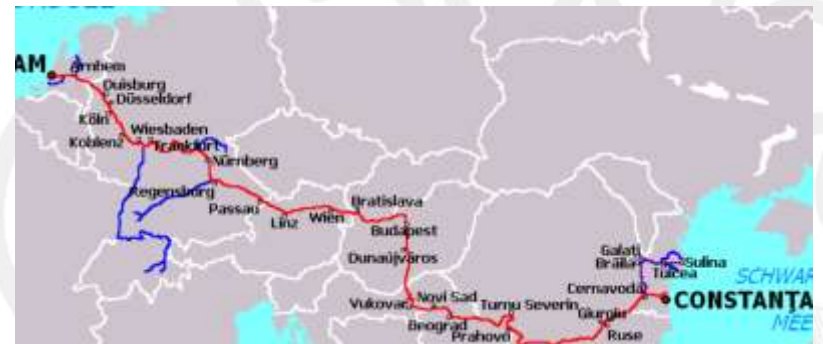 AM
Arnhem
Duisburg
Düsseldorf
Köln
Wiesbaden
Koblenz
Frankfurt
Nürnberg
Regensburg
Passau
Linz
Wien
Bratislava
Budapest
Dunaújváros
Vukovar
Novi Sad
Beograd
Turnu Severin
Prahovo
Galați
Brăila
Sulina
Tulcea
Cernavodă
Giurgiu
Ruse
SCHWAR
CONSTANȚA
MEE